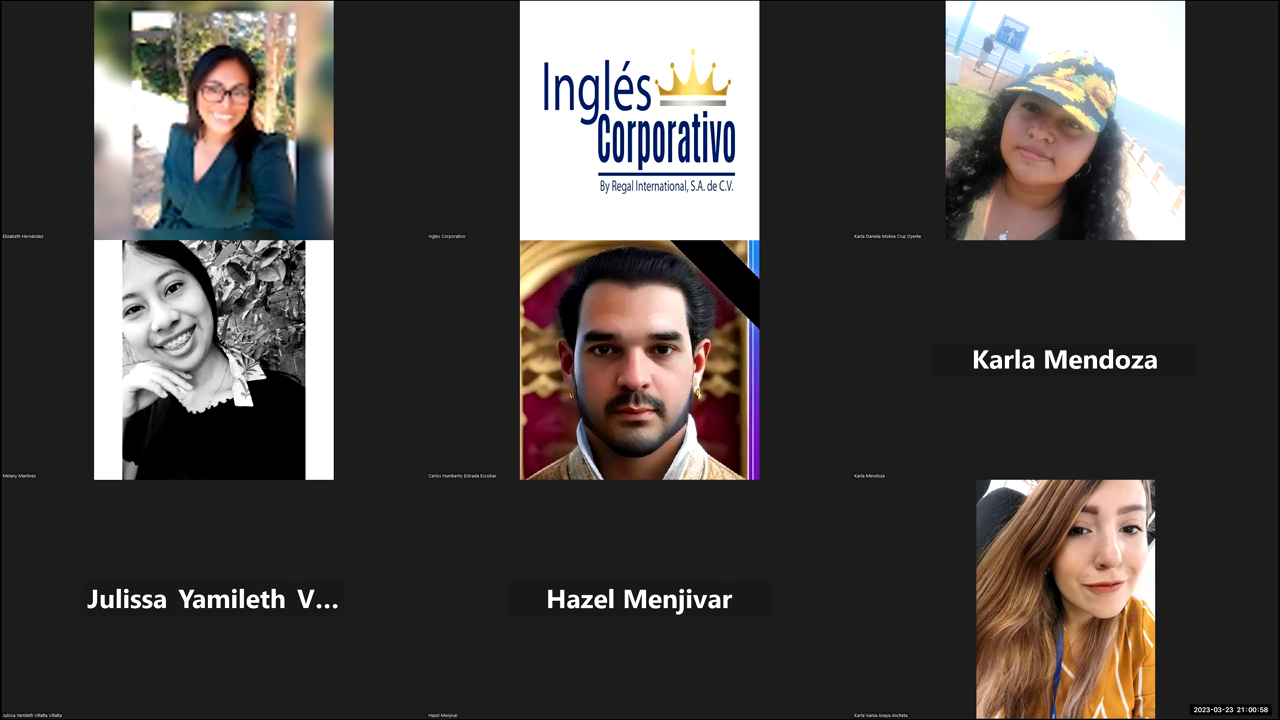 Inglés
Corporativo
By Regal International, S.A. de C.V.
Elizabeth Hernández
Inglés Corporativo
Karla Daniela Molina Cruz Oyente
Karla Mendoza
Melany Martinez
Carlos Humberto Estrada Escobar
Karla Mendoza
Julissa Yamileth V...
Hazel Menjivar
Julissa Yamileth Villalta Villalta
Hazel Menjivar
Karla Ivania Anaya Ancheta
2023-03-23 21:00:58